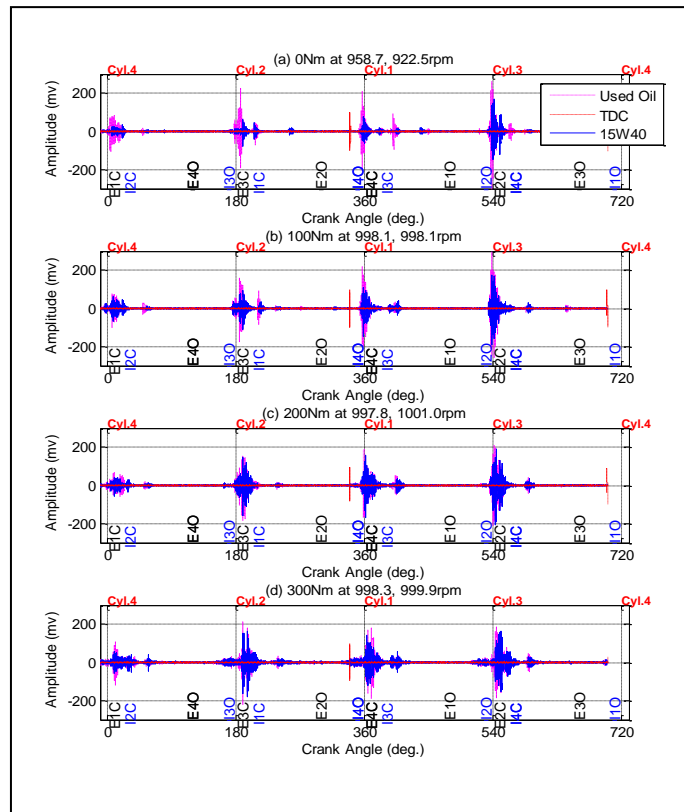 (a) 0Nm at 958.7, 922.5rpm
Cyl.4 Cyl.2 Cyl.1 Cyl.3 Cyl.4
Amplitude (mv)
200
0
-200
Used Oil
TDC
15W40
E1C I2C E4O I3O E3C I1C E2O I4O E4C I3C E1O I2O E2C I4C E3O I1O
0 180 360 540 720
Crank Angle (deg.)
(b) 100Nm at 998.1, 998.1rpm
Cyl.4 Cyl.2 Cyl.1 Cyl.3 Cyl.4
Amplitude (mv)
200
0
-200
E1C I2C E4O I3O E3C I1C E2O I4O E4C I3C E1O I2O E2C I4C E3O I1O
0 180 360 540 720
Crank Angle (deg.)
(c) 200Nm at 997.8, 1001.0rpm
Cyl.4 Cyl.2 Cyl.1 Cyl.3 Cyl.4
Amplitude (mv)
200
0
-200
E1C I2C E4O I3O E3C I1C E2O I4O E4C I3C E1O I2O E2C I4C E3O I1O
0 180 360 540 720
Crank Angle (deg.)
(d) 300Nm at 998.3, 999.9rpm
Cyl.4 Cyl.2 Cyl.1 Cyl.3 Cyl.4
Amplitude (mv)
200
0
-200
E1C I2C E4O I3O E3C I1C E2O I4O E4C I3C E1O I2O E2C I4C E3O I1O
0 180 360 540 720
Crank Angle (deg.)